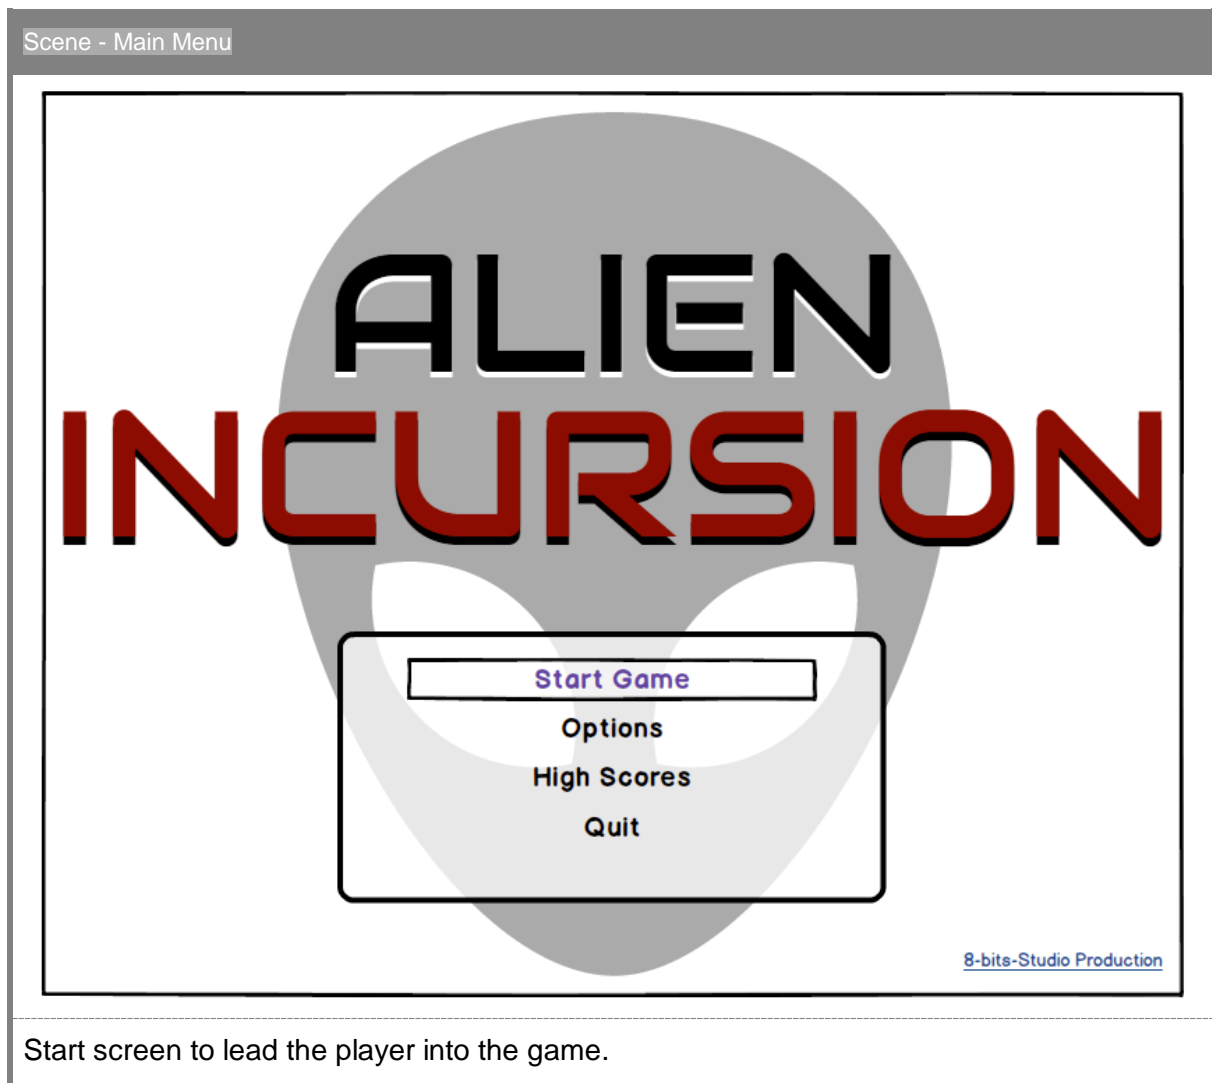 Scene - Main Menu
ALIEN
INCURSION
Start Game
Options
High Scores
Quit
8-bits-Studio Production
Start screen to lead the player into the game.